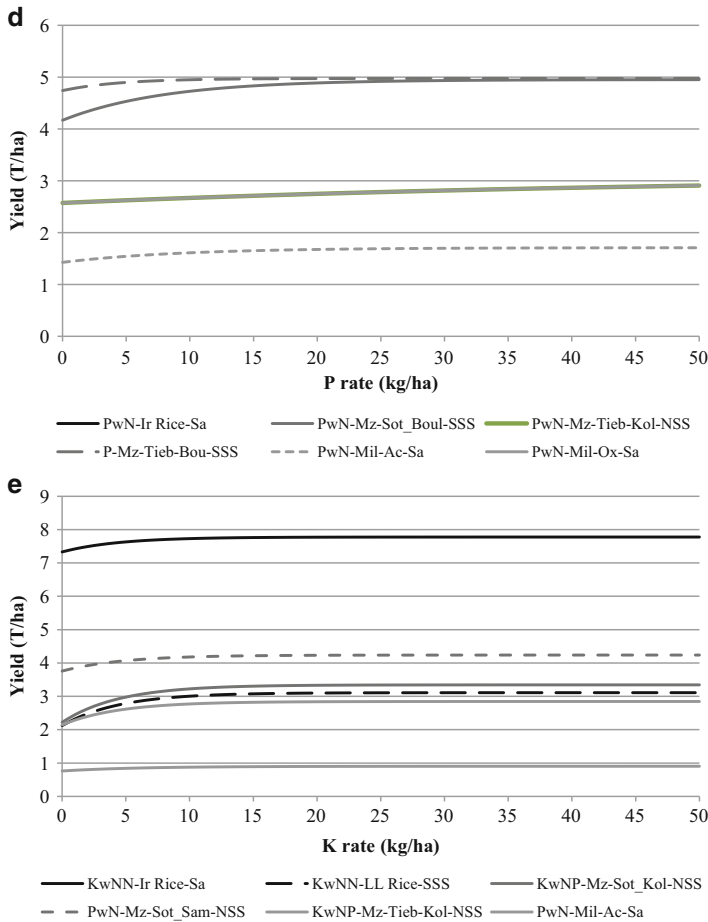 d
6
5
4
3
2
1
0
Yield (T/ha)
0 5 10 15 20 25 30 35 40 45 50
P rate (kg/ha)
PwN-Ir Rice-Sa PwN-Mz-Sot_Boul-SSS PwN-Mz-Tieb-Kol-NSS
P-Mz-Tieb-Bou-SSS PwN-Mil-Ac-Sa PwN-Mil-Ox-Sa
e
9
8
7
6
5
4
3
2
1
0
Yield (T/ha)
0 5 10 15 20 25 30 35 40 45 50
K rate (kg/ha)
KwNN-Ir Rice-Sa KwNN-LL Rice-SSS KwNP-Mz-Sot_Kol-NSS
PwN-Mz-Sot_Sam-NSS KwNP-Mz-Tieb-Kol-NSS PwN-Mil-Ac-Sa